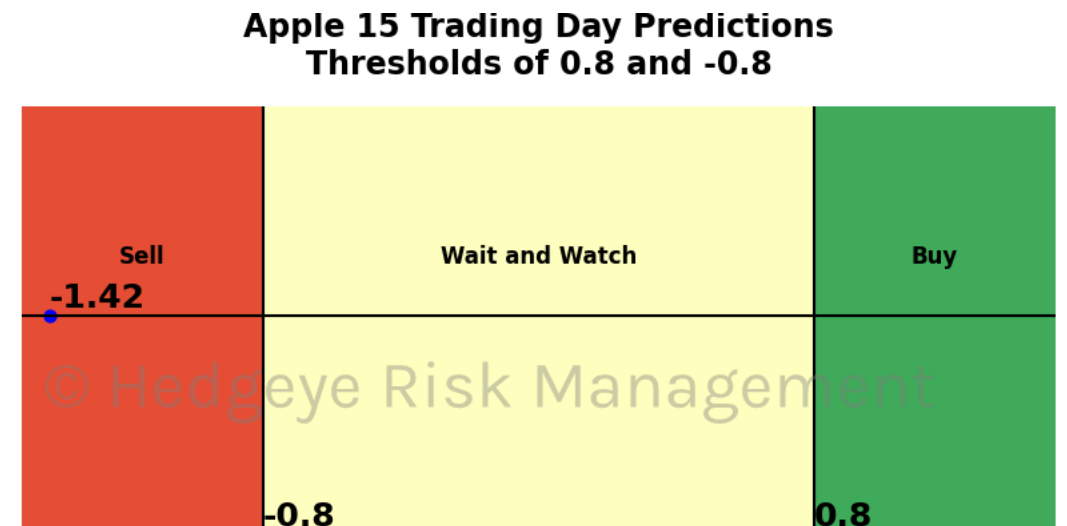 Apple 15 Trading Day Predictions
Thresholds of 0.8 and -0.8
Sell
Wait and Watch
Buy
-1.42
© Hedgeye Risk Management
-0.8
0.8